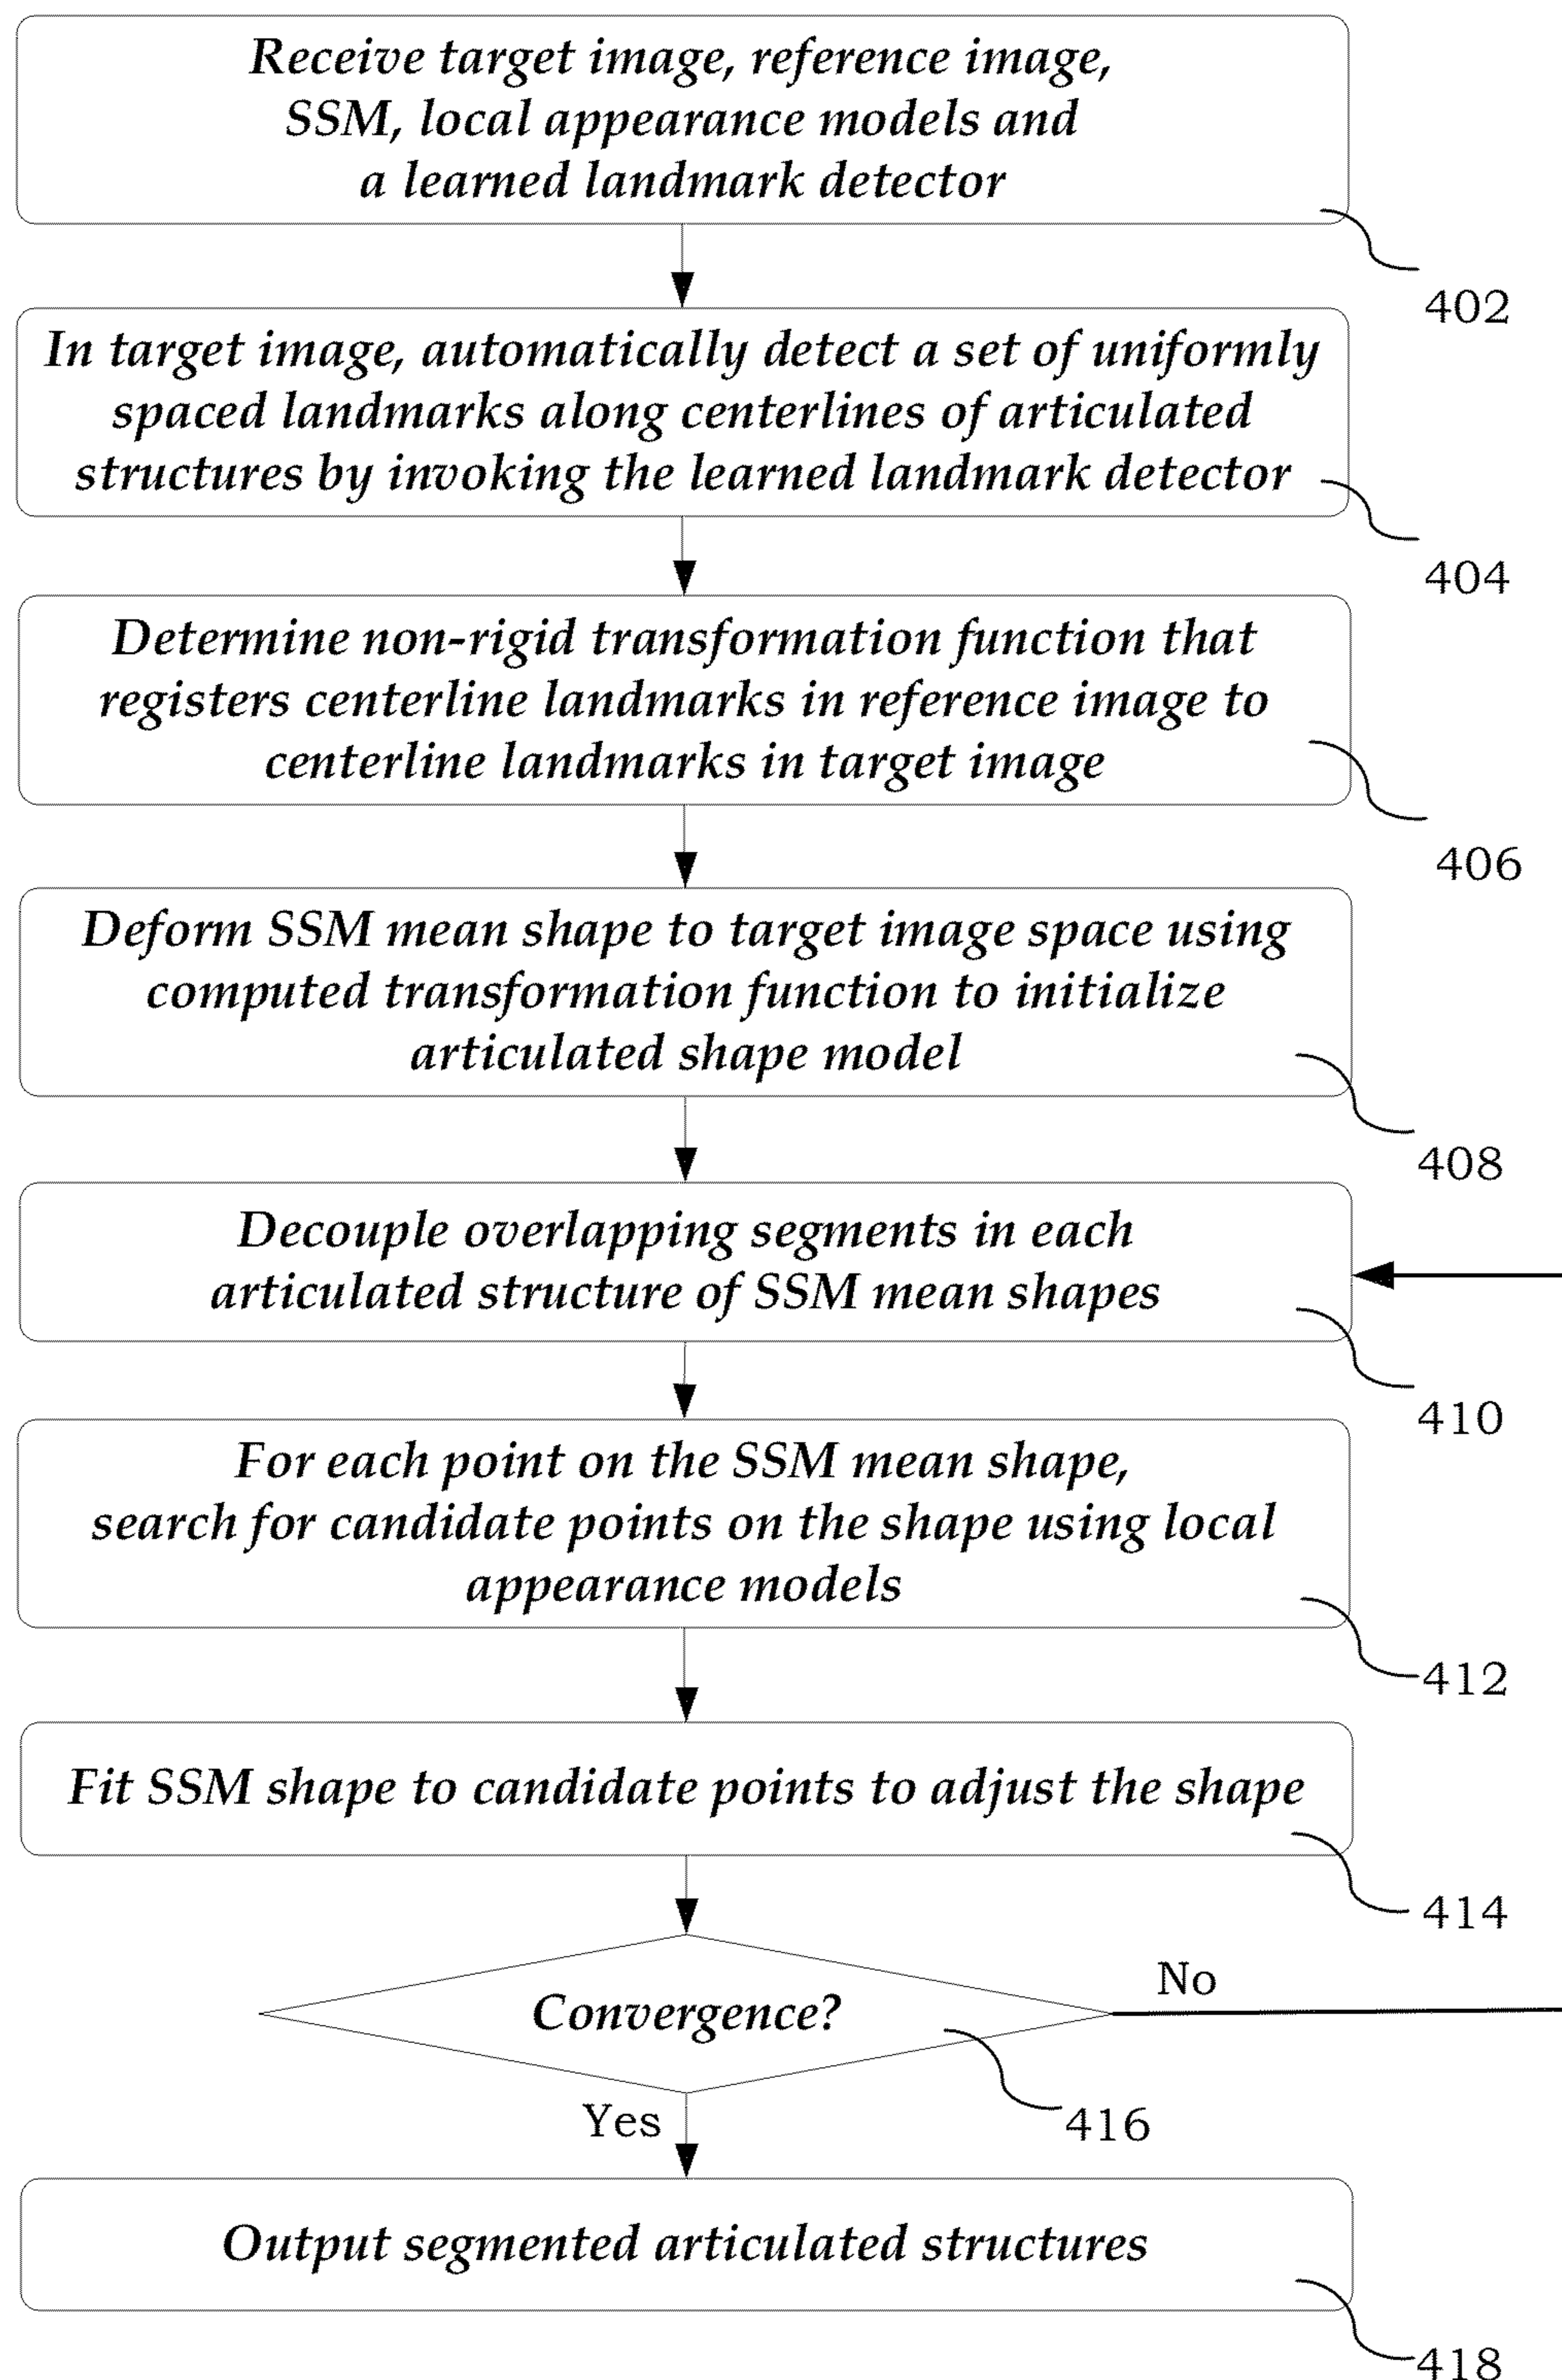 Receive target image, reference image,
SSM, local appearance models and
a learned landmark detector
402
In target image, automatically detect a set of uniformly
spaced landmarks along centerlines of articulated
structures by invoking the learned landmark detector
404
Determine non-rigid transformation function that
registers centerline landmarks in reference image to
centerline landmarks in target image
406
Deform SSM mean shape to target image space using
computed transformation function to initialize
articulated shape model
408
Decouple overlapping segments in each
articulated structure of SSM mean shapes
410
For each point on the SSM mean shape,
search for candidate points on the shape using local
appearance models
412
Fit SSM shape to candidate points to adjust the shape
414
No
Convergence?
416
Yes
Output segmented articulated structures
418